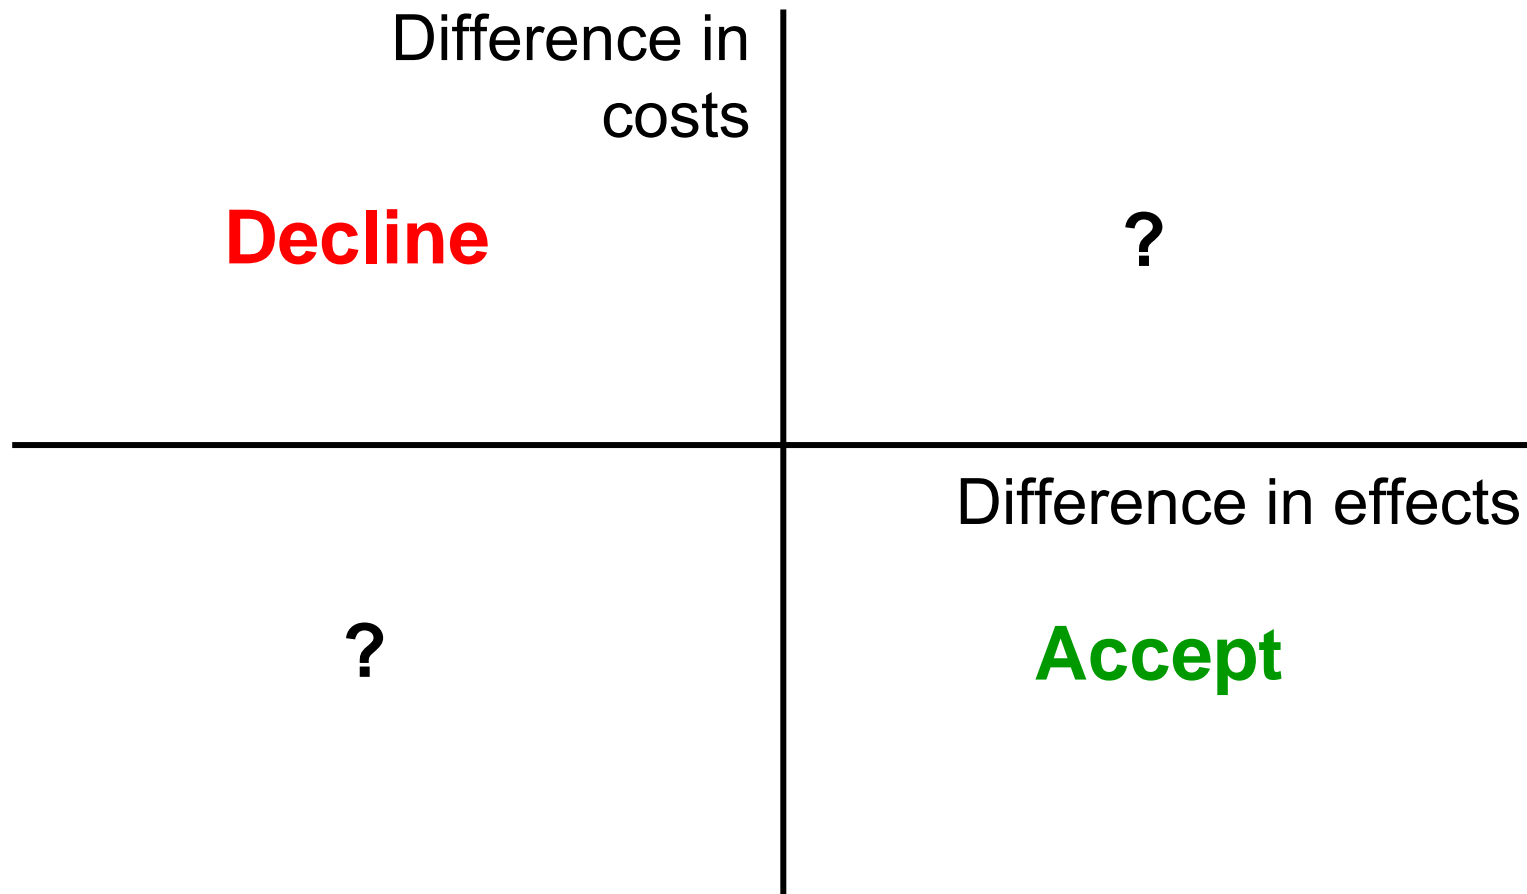 Difference in
costs
Decline
?
Difference in effects
?
Accept